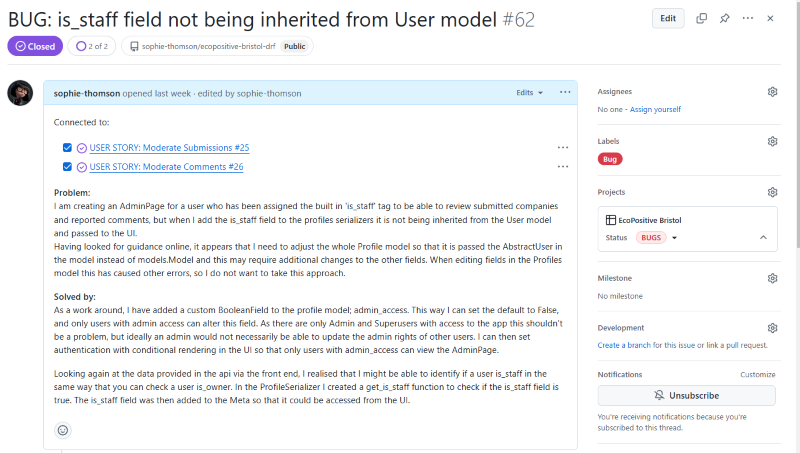 BUG: is_staff field not being inherited from User model #62
Edit
Closed
2 of 2
sophie-thomson/ecopositive-bristol-drf
Public
sophie-thomson opened last week · edited by sophie-thomson
Edits
Connected to:
USER STORY: Moderate Submissions #25
USER STORY: Moderate Comments #26
Problem:
I am creating an AdminPage for a user who has been assigned the built in 'is_staff' tag to be able to review submitted companies
and reported comments, but when I add the is_staff field to the profiles serializers it is not being inherited from the User model
and passed to the UI.
Having looked for guidance online, it appears that I need to adjust the whole Profile model so that it is passed the AbstractUser in
the model instead of models.Model and this may require additional changes to the other fields. When editing fields in the Profiles
model this has caused other errors, so I do not want to take this approach.
Solved by:
As a work around, I have added a custom BooleanField to the profile model; admin_access. This way I can set the default to False,
and only users with admin access can alter this field. As there are only Admin and Superusers with access to the app this shouldn't
be a problem, but ideally an admin would not necessarily be able to update the admin rights of other users. I can then set
authentication with conditional rendering in the UI so that only users with admin_access can view the AdminPage.
Looking again at the data provided in the api via the front end, I realised that I might be able to identify if a user is_staff in the
same way that you can check a user is_owner. In the ProfileSerializer I created a get_is_staff function to check if the is_staff field is
true. The is_staff field was then added to the Meta so that it could be accessed from the UI.
Assignees
No one - Assign yourself
Labels
Bug
Projects
EcoPositive Bristol
Status
BUGS
Milestone
No milestone
Development
Create a branch for this issue or link a pull request.
Notifications
Customize
Unsubscribe
You're receiving notifications because you're
subscribed to this thread.